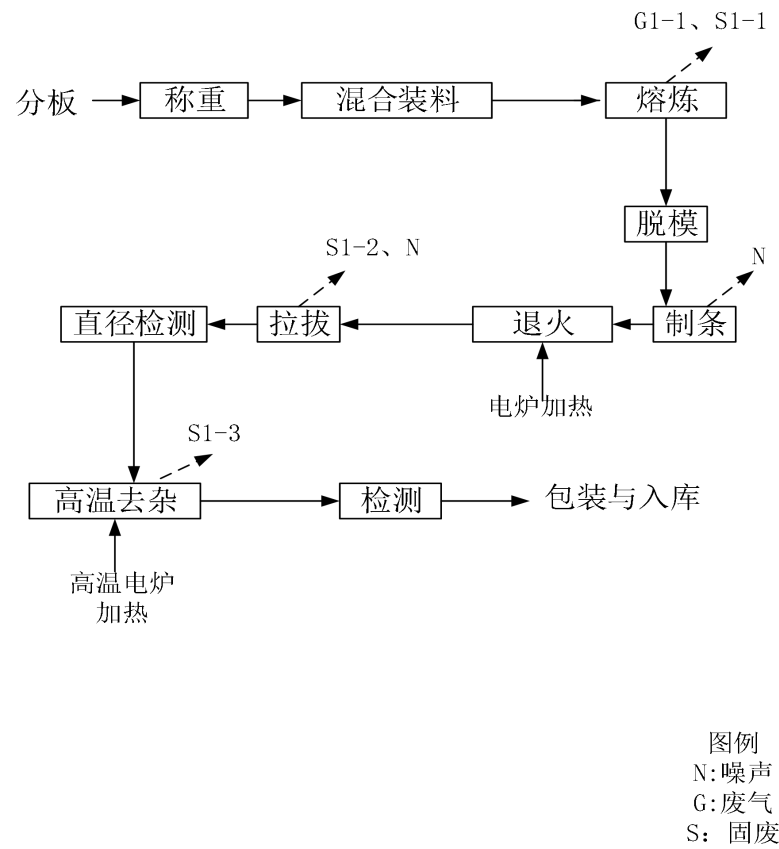 G1-1、S1-1
分板
称重
混合装料
熔炼
脱模
S1-2、N
N
直径检测
拉拔
退火
制条
电炉加热
S1-3
高温去杂
检测
包装与入库
高温电炉
加热
图例
N:噪声
G:废气
S：固废